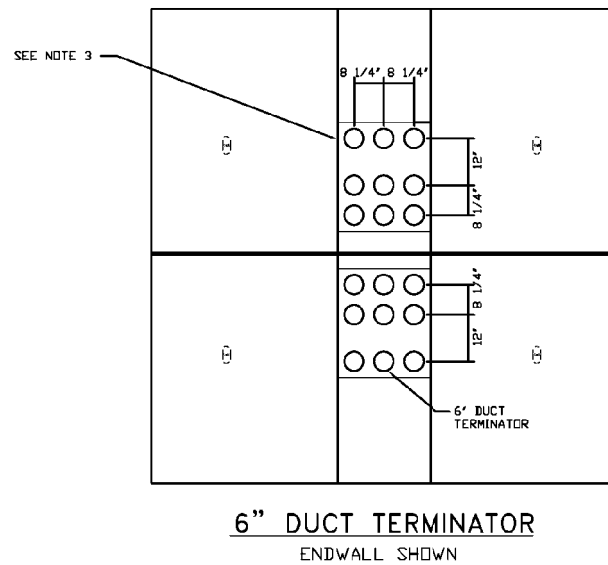 SEE NOTE 3
8 1/4" 8 1/4"
12"
8 1/4"
8 1/4"
12"
6" DUCT
TERMINATOR
6" DUCT TERMINATOR
ENDWALL SHOWN